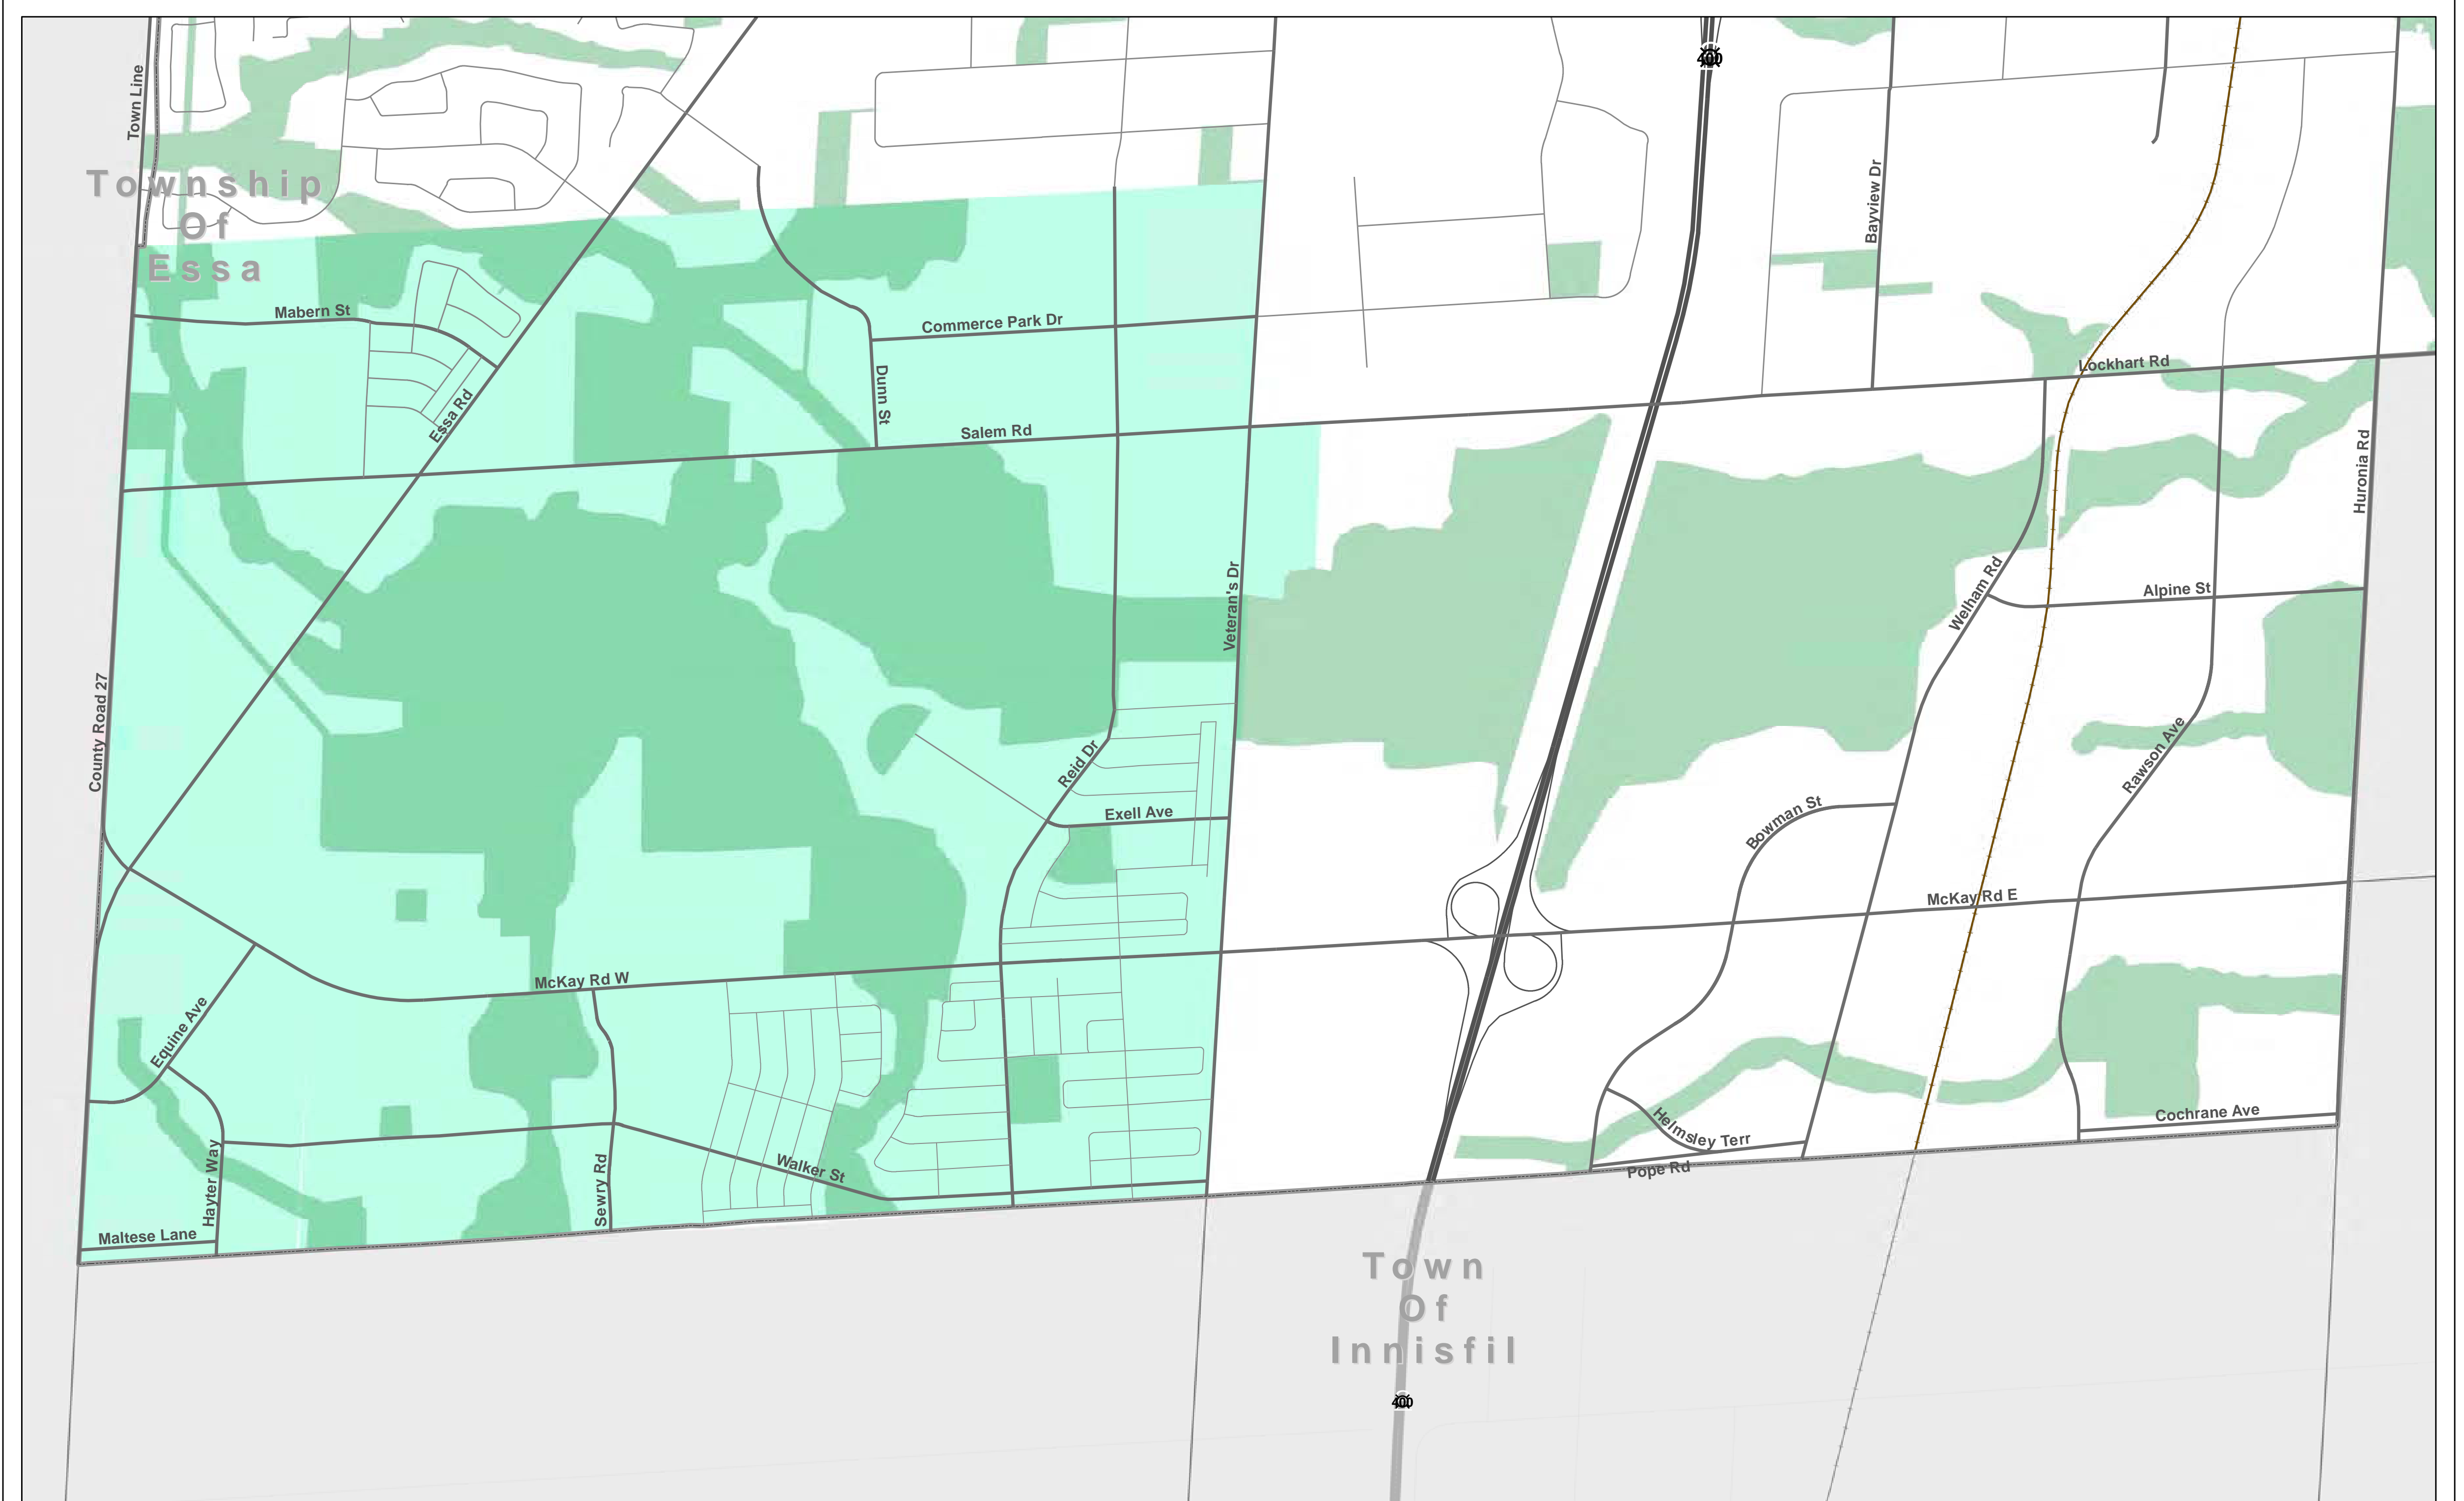 400
Town Line
Township
Of
Essa
Bayview Dr
Mabern St
Commerce Park Dr
Lockhart Rd
Dunn St
Essa Rd
Salem Rd
Huronia Rd
Veteran's Dr
Welham Rd
Alpine St
County Road 27
Reid Dr
Rawson Ave
Exell Ave
Bowman St
McKay Rd E
McKay Rd W
Equine Ave
Helmsley Terr
Cochrane Ave
Walker St
Pope Rd
Hayter Way
Sewry Rd
Maltese Lane
Town
Of
Innisfil
400